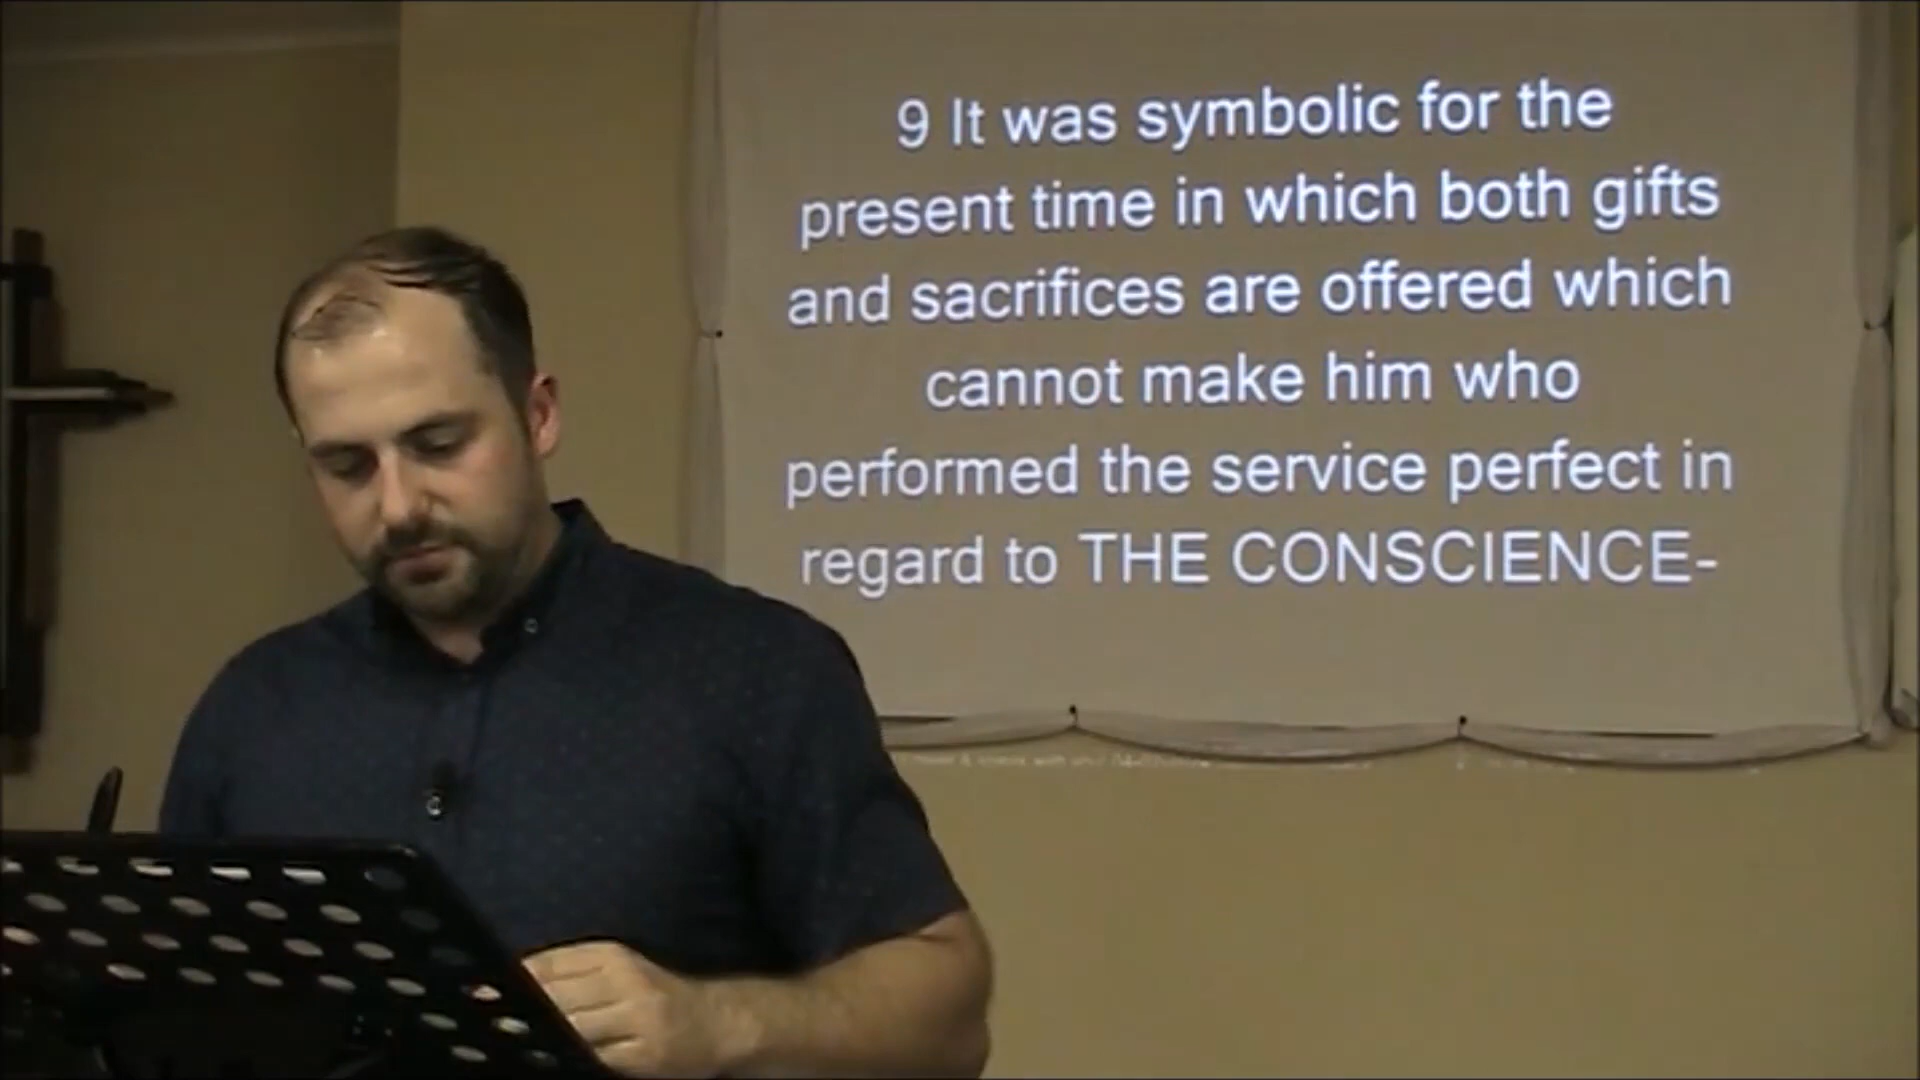 9 It was symbolic for the
present time in which both gifts
and sacrifices are offered which
cannot make him who
performed the service perfect in
regard to THE CONSCIENCE-